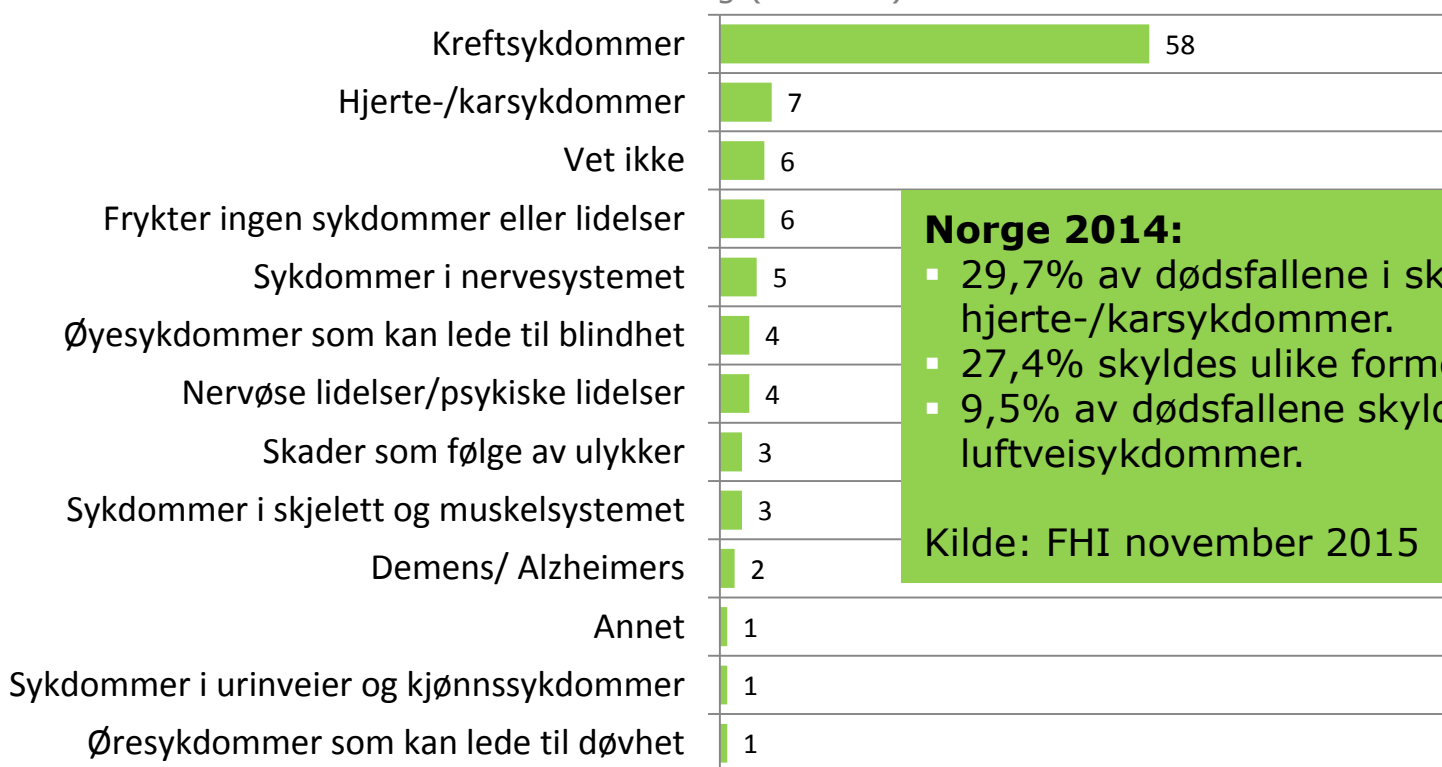 Kreftsykdommer 58
Hjerte-/karsykdommer 7
Vet ikke 6
Frykter ingen sykdommer eller lidelser 6
Sykdommer i nervesystemet 5
Øyesykdommer som kan lede til blindhet 4
Nervøse lidelser/psykiske lidelser 4
Skader som følge av ulykker 3
Sykdommer i skjelett og muskelsystemet 3
Demens/ Alzheimers 2
Annet 1
Sykdommer i urinveier og kjønnssykdommer 1
Øresykdommer som kan lede til døvhet 1
Norge 2014:
▪ 29,7% av dødsfallene i
hjerte-/karsykdommer.
▪ 27,4% skyldes ulike
▪ 9,5% av dødsfallene
luftveisykdommer.
Kilde: FHI november 2015